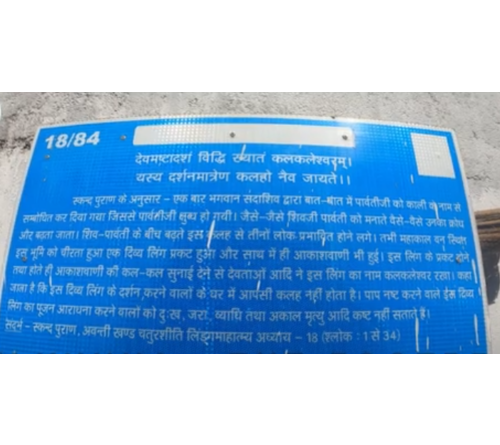 18/84
देवमष्टादशं विद्धि ख्यातं कलकलेश्वरम्।
यस्य दर्शनमात्रेण कलहो नैव जायते।।
स्कन्द पुराण के अनुसार - एक बार भगवान सदाशिव द्वारा बात-बात में पार्वतीजी को काली के नाम से
सम्बोधित कर दिया गया जिससे पार्वतीजी क्षुब्ध हो गयी। जैसे-जैसे शिवजी पार्वती को मनाते वैसे-वैसे उनका क्रोध
और बढ़ता जाता। शिव-पार्वती के बीच बढ़ते इस कलह से तीनों लोक प्रभावित होने लगे। तभी महाकाल वन स्थित
इस भूमि को चीरता हुआ एक दिव्य लिंग प्रकट हुआ और साथ में ही आकाशवाणी भी हुई। इस लिंग के प्रकट होने
तथा होते ही आकाशवाणी की कल-कल सुनाई देने से देवताओं आदि ने इस लिंग का नाम कलकलेश्वर रखा। कहा
जाता है कि इस दिव्य लिंग के दर्शन करने वालों के घर में आपसी कलह नहीं होता है। पाप नष्ट करने वाले इस दिव्य
लिंग का पूजन आराधना करने वालों को दुःख, जरा, व्याधि तथा अकाल मृत्यु आदि कष्ट नहीं सताते है।
संदर्भ - स्कन्द पुराण, अवन्ती खण्ड चतुरशीति लिङ्गमाहात्म्य अध्याय - 18 (श्लोक : 1 से 34)